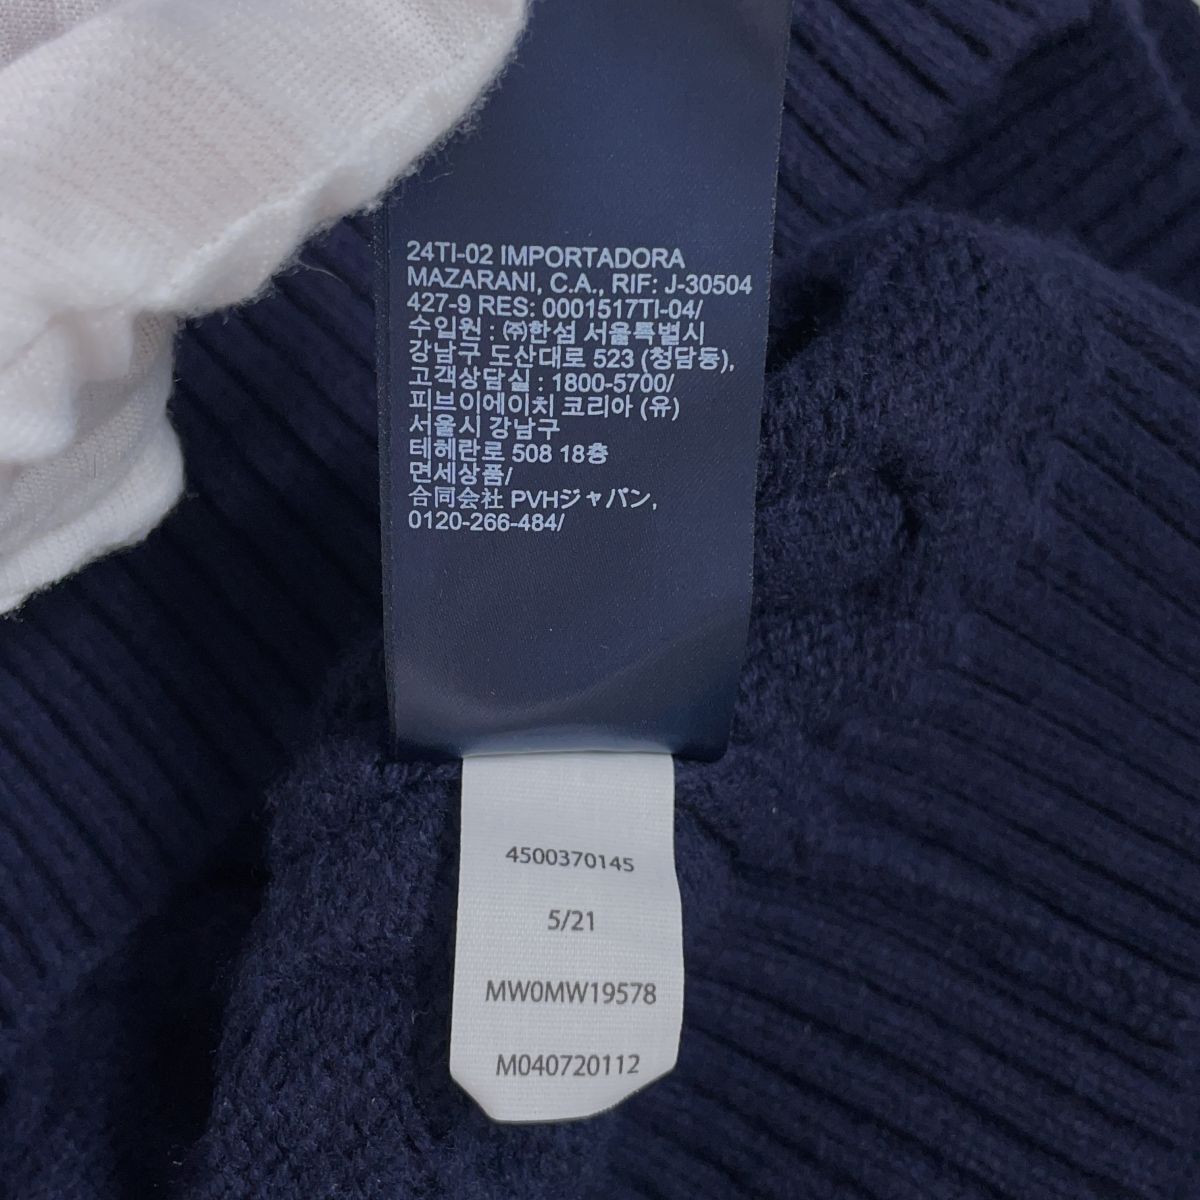 24TI-02 IMPORTADORA
MAZARANI, C.A., RIF: J-30504
427-9 RES: 0001517TI-04/
수입원 : ㈜한섬 서울특별시
강남구 도산대로 523 (청담동),
고객상담실 : 1800-5700/
피브이에이치 코리아 (유)
서울시 강남구
테헤란로 508 18층
면세상품/
合同会社 PVHジャパン,
0120-266-484/
4500370145
5/21
MW0MW19578
M040720112